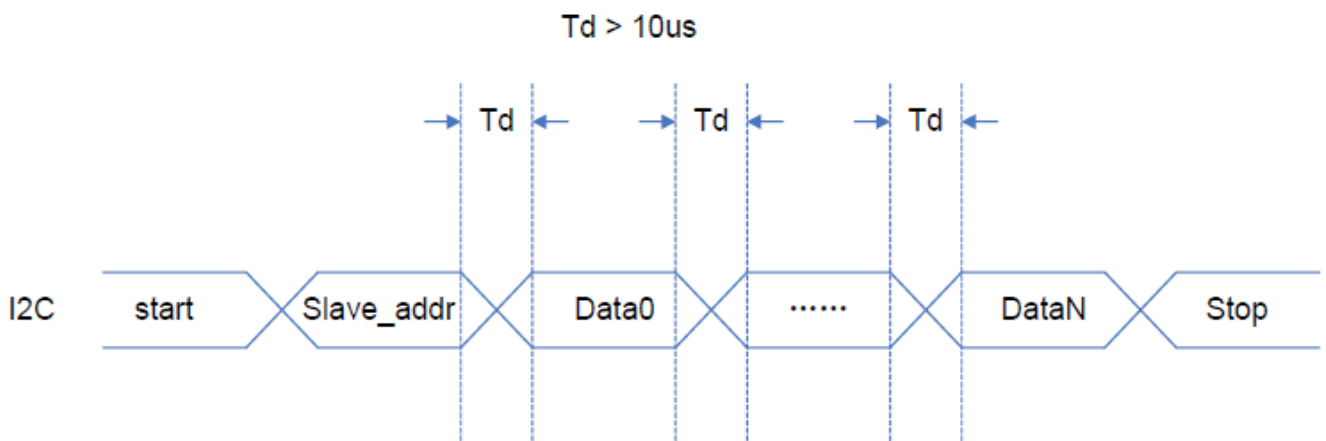 Td > 10us
Td Td Td
I2C start Slave_addr Data0 ...... DataN Stop